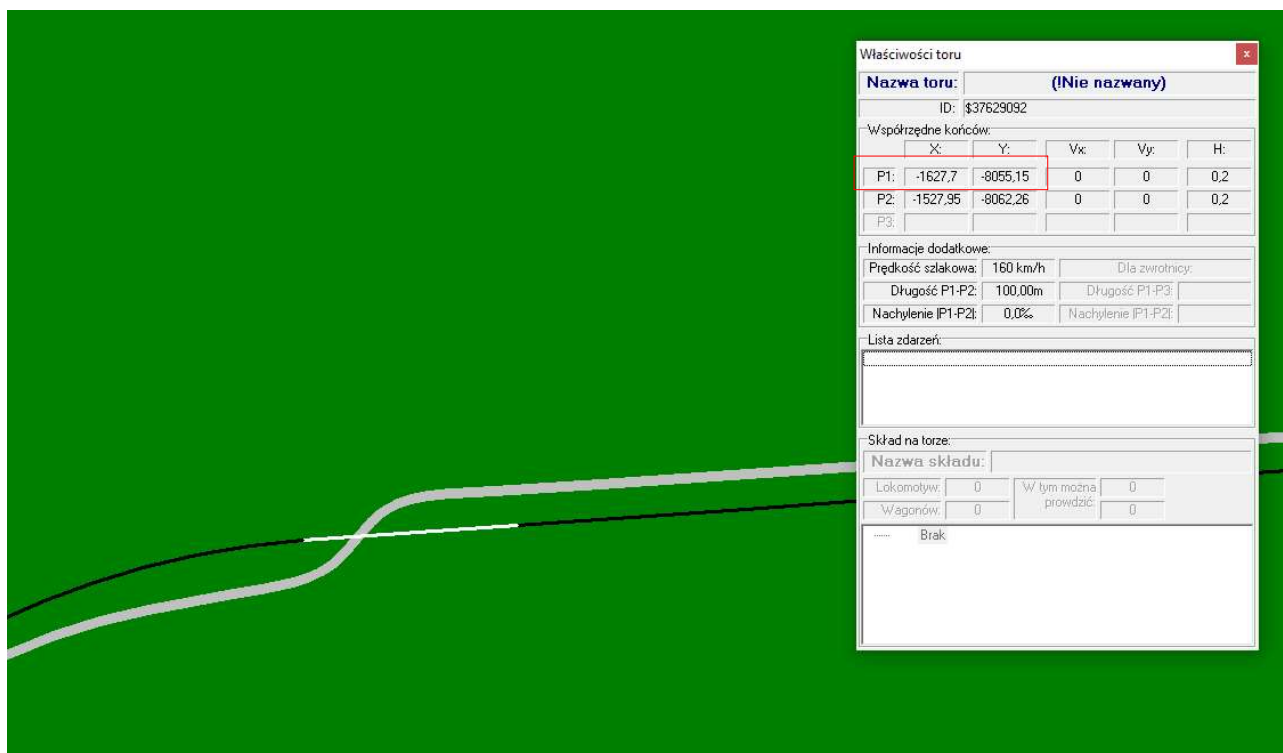 Właściwości toru x
Nazwa toru: (!Nie nazwany)
ID: $37629092
Współrzędne końców:
X: Y: Vx: Vy: H:
P1: -1627,7 -8055,15 0 0 0,2
P2: -1527,95 -8062,26 0 0 0,2
P3:
Informacje dodatkowe:
Prędkość szlakowa: 160 km/h Dla zwrotnicy:
Długość P1-P2: 100,00m Długość P1-P3:
Nachylenie |P1-P2|: 0,0‰ Nachylenie |P1-P2|:
Lista zdarzeń:
Skład na torze:
Nazwa składu:
Lokomotyw: 0 W tym można 0
Wagonów: 0 prowdzić: 0
Brak